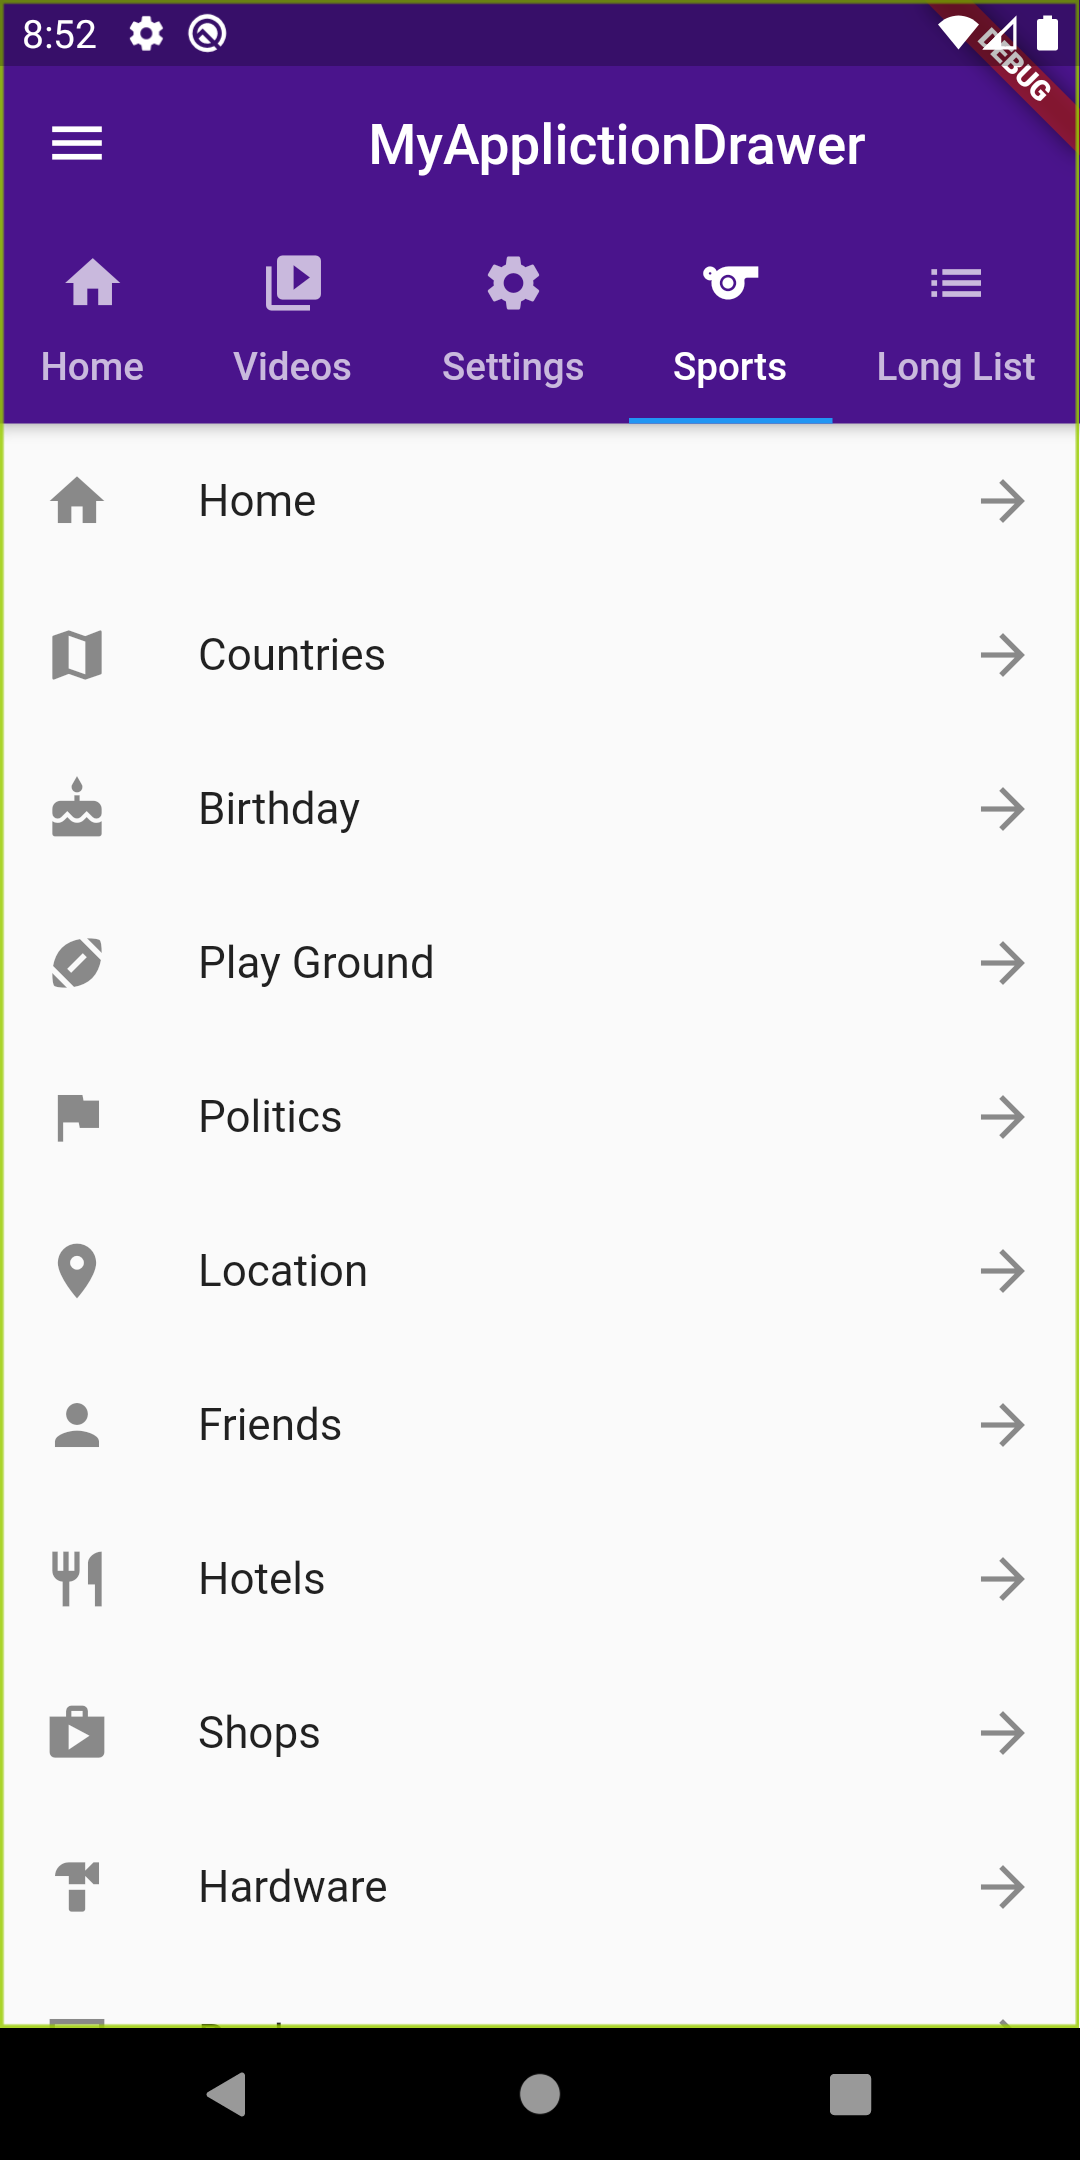 8:52
DEBUG
MyApplictionDrawer
Home Videos Settings Sports Long List
Home
Countries
Birthday
Play Ground
Politics
Location
Friends
Hotels
Shops
Hardware